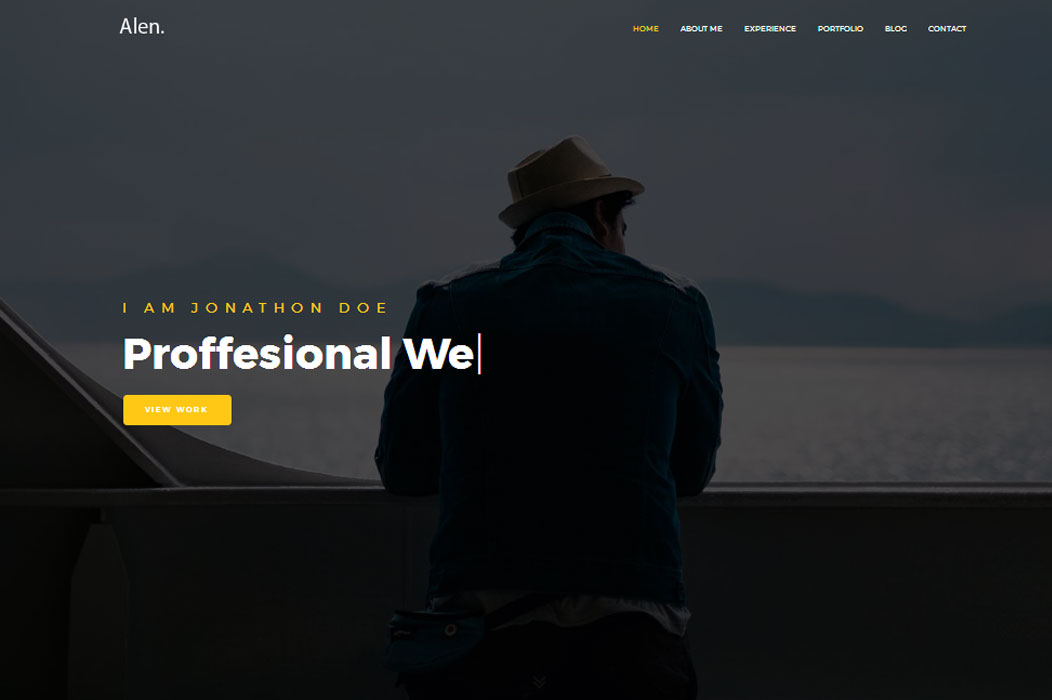 Alen.
HOME ABOUT ME EXPERIENCE PORTFOLIO BLOG CONTACT
I AM JONATHON DOE
Proffesional We
VIEW WORK